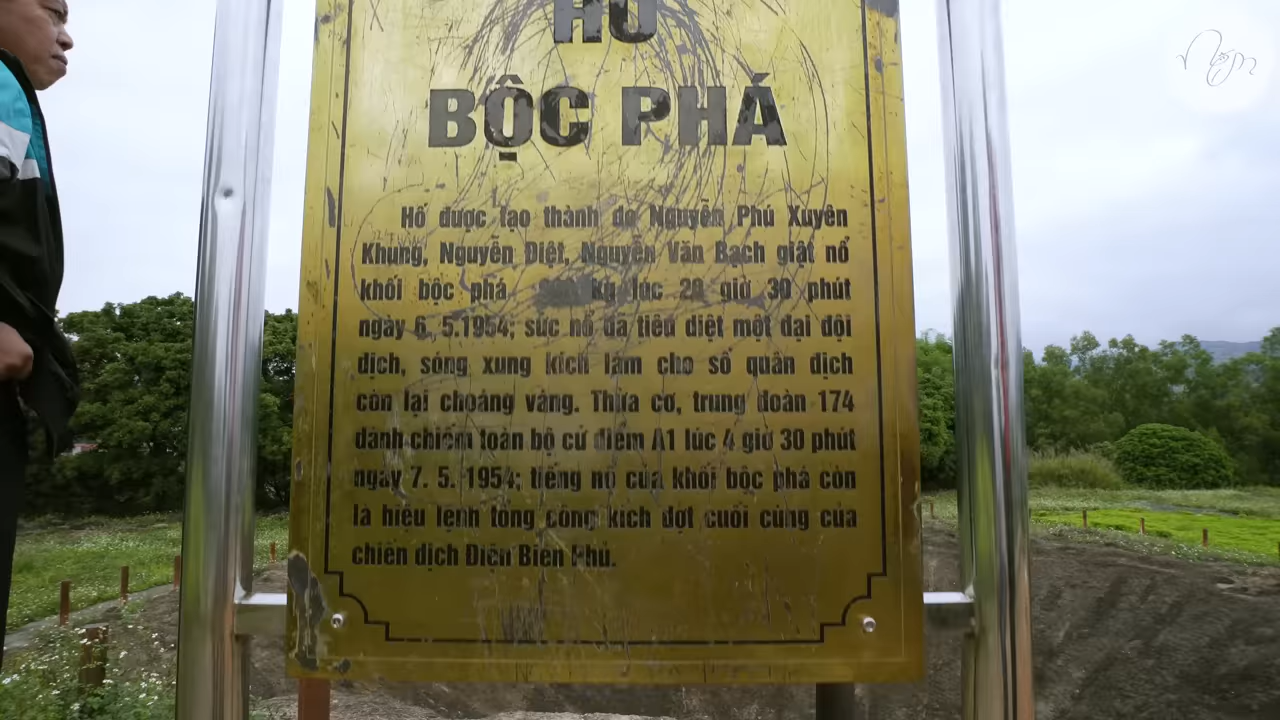 HỐ
BỘC PHÁ
Hố được tạo thành do Nguyễn Phú Xuyên
Khung, Nguyễn Điệt, Nguyễn Văn Bạch giật nổ
khối bộc phá kg lúc 20 giờ 30 phút
ngày 6. 5.1954; sức nổ đã tiêu diệt một đại đội
địch, sóng xung kích làm cho số quân địch
còn lại choáng váng. Thừa cơ, trung đoàn 174
đánh chiếm toàn bộ cứ điểm A1 lúc 4 giờ 30 phút
ngày 7. 5. 1954; tiếng nổ của khối bộc phá còn
là hiệu lệnh tổng công kích đợt cuối cùng của
chiến dịch Điện Biên Phủ.